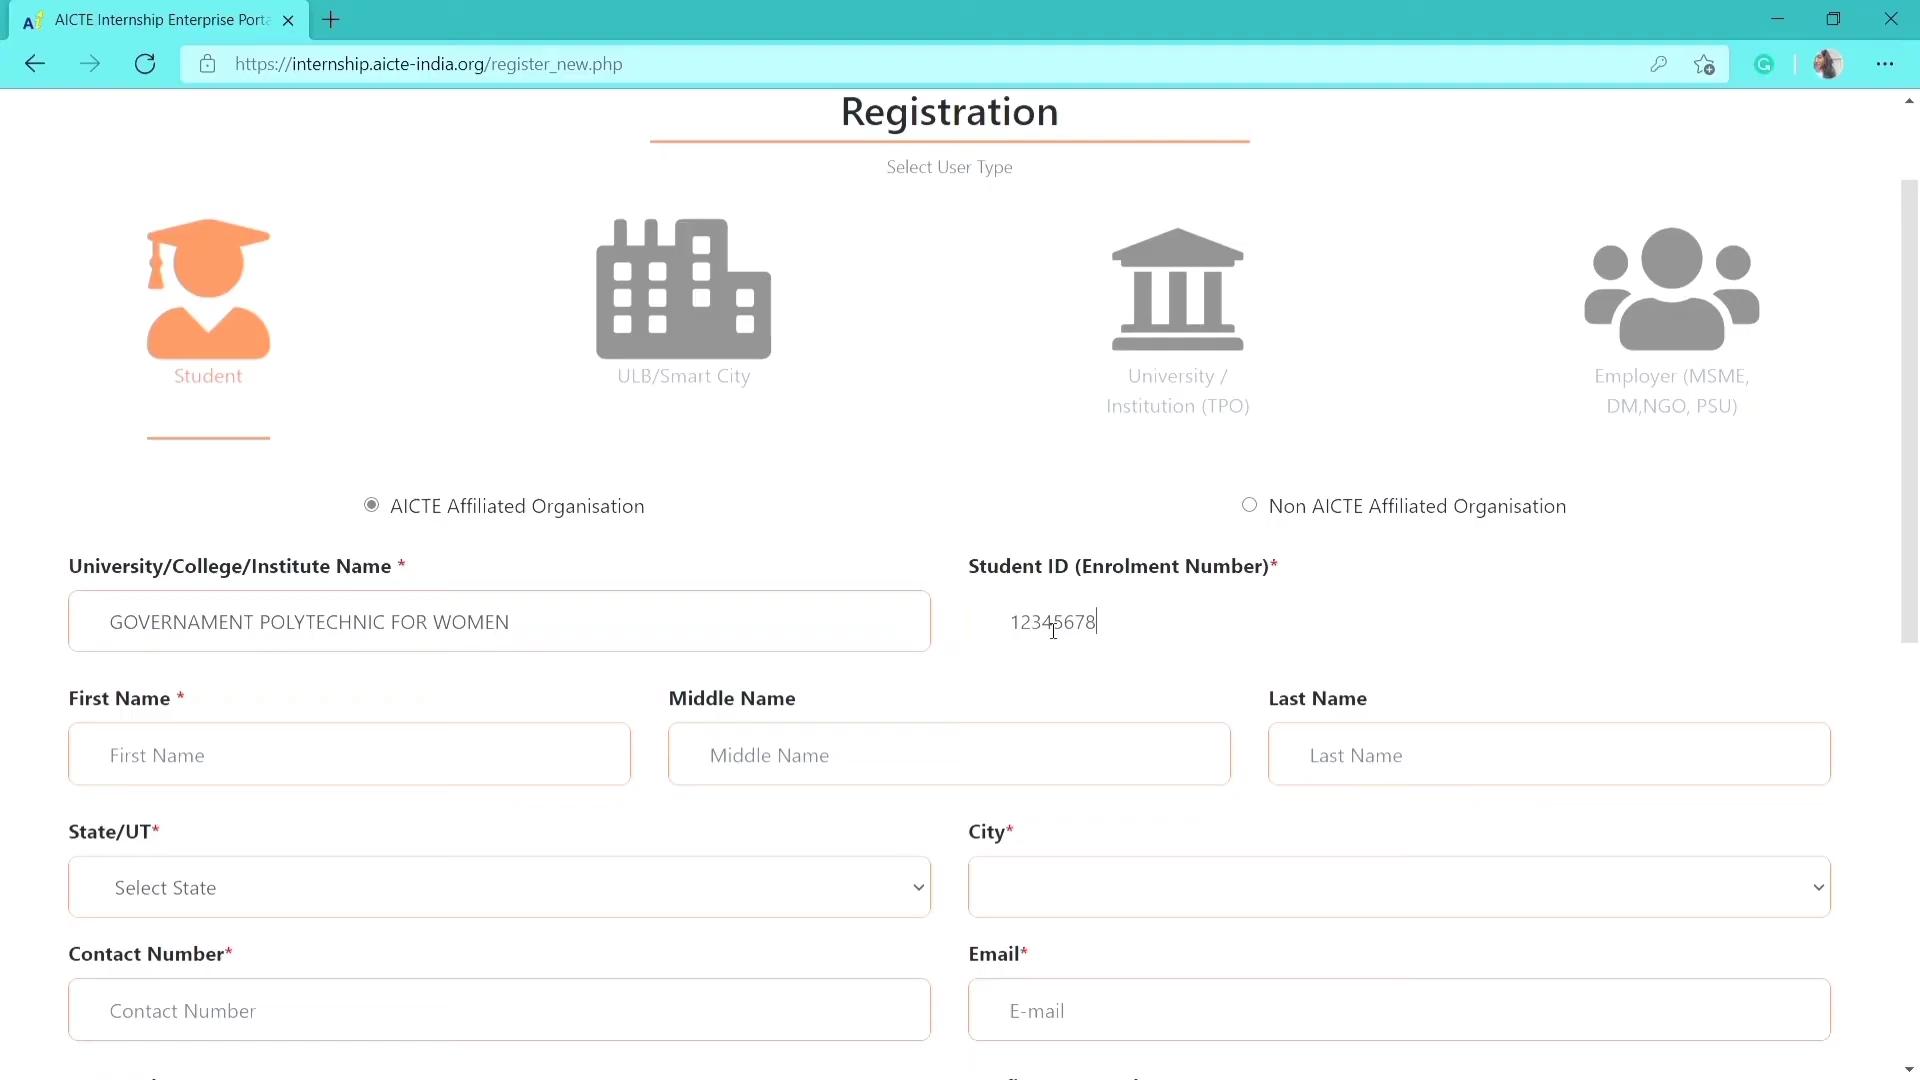 AICTE Internship Enterprise Porta
https://internship.aicte-india.org/register_new.php
Registration
Select User Type
Student
ULB/Smart City
University /
Institution (TPO)
Employer (MSME,
DM,NGO, PSU)
AICTE Affiliated Organisation
Non AICTE Affiliated Organisation
University/College/Institute Name *
Student ID (Enrolment Number)*
GOVERNAMENT POLYTECHNIC FOR WOMEN
12345678
First Name *
Middle Name
Last Name
First Name
Middle Name
Last Name
State/UT*
City*
Select State
Contact Number*
Email*
Contact Number
E-mail